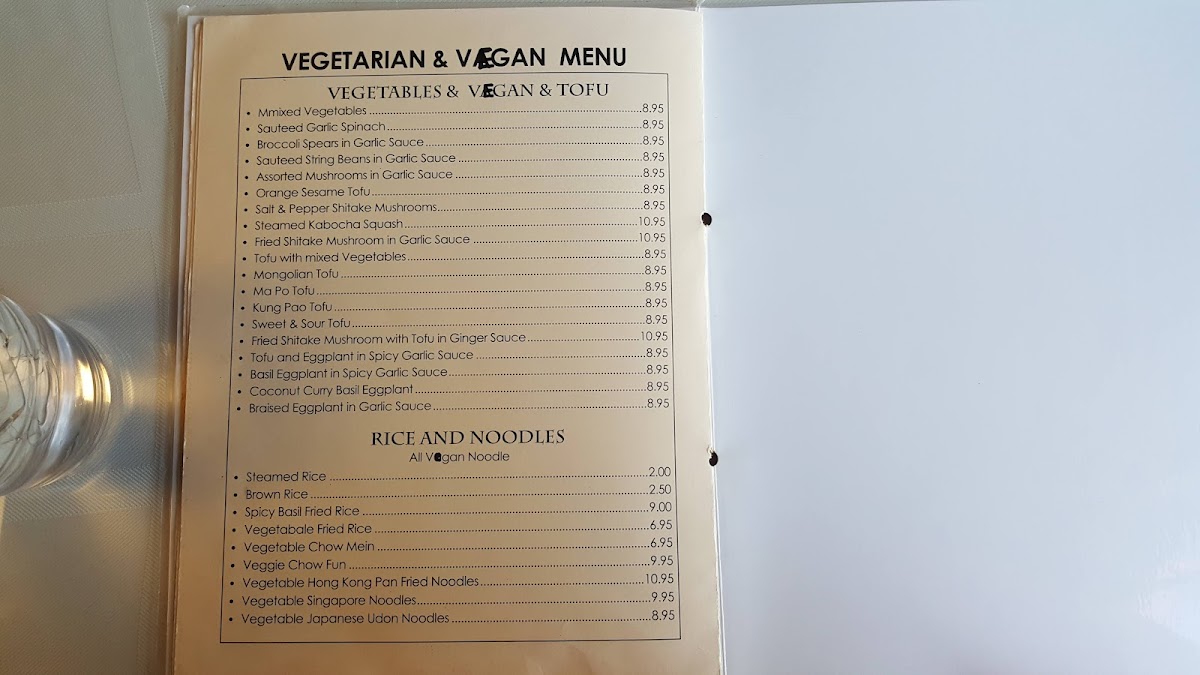 VEGETARIAN & VEGAN MENU
VEGETABLES & VEGAN & TOFU
• Mmixed Vegetables 8.95
• Sauteed Garlic Spinach 8.95
• Broccoli Spears in Garlic Sauce 8.95
• Sauteed String Beans in Garlic Sauce 8.95
• Assorted Mushrooms in Garlic Sauce 8.95
• Orange Sesame Tofu 8.95
• Salt & Pepper Shitake Mushrooms 8.95
• Steamed Kabocha Squash 10.95
• Fried Shitake Mushroom in Garlic Sauce 10.95
• Tofu with mixed Vegetables 8.95
• Mongolian Tofu 8.95
• Ma Po Tofu 8.95
• Kung Pao Tofu 8.95
• Sweet & Sour Tofu 8.95
• Fried Shitake Mushroom with Tofu in Ginger Sauce 10.95
• Tofu and Eggplant in Spicy Garlic Sauce 8.95
• Basil Eggplant in Spicy Garlic Sauce 8.95
• Coconut Curry Basil Eggplant 8.95
• Braised Eggplant in Garlic Sauce 8.95
RICE AND NOODLES
All Vegan Noodle
• Steamed Rice 2.00
• Brown Rice 2.50
• Spicy Basil Fried Rice 9.00
• Vegetabale Fried Rice 6.95
• Vegetable Chow Mein 6.95
• Veggie Chow Fun 9.95
• Vegetable Hong Kong Pan Fried Noodles 10.95
• Vegetable Singapore Noodles 9.95
• Vegetable Japanese Udon Noodles 8.95